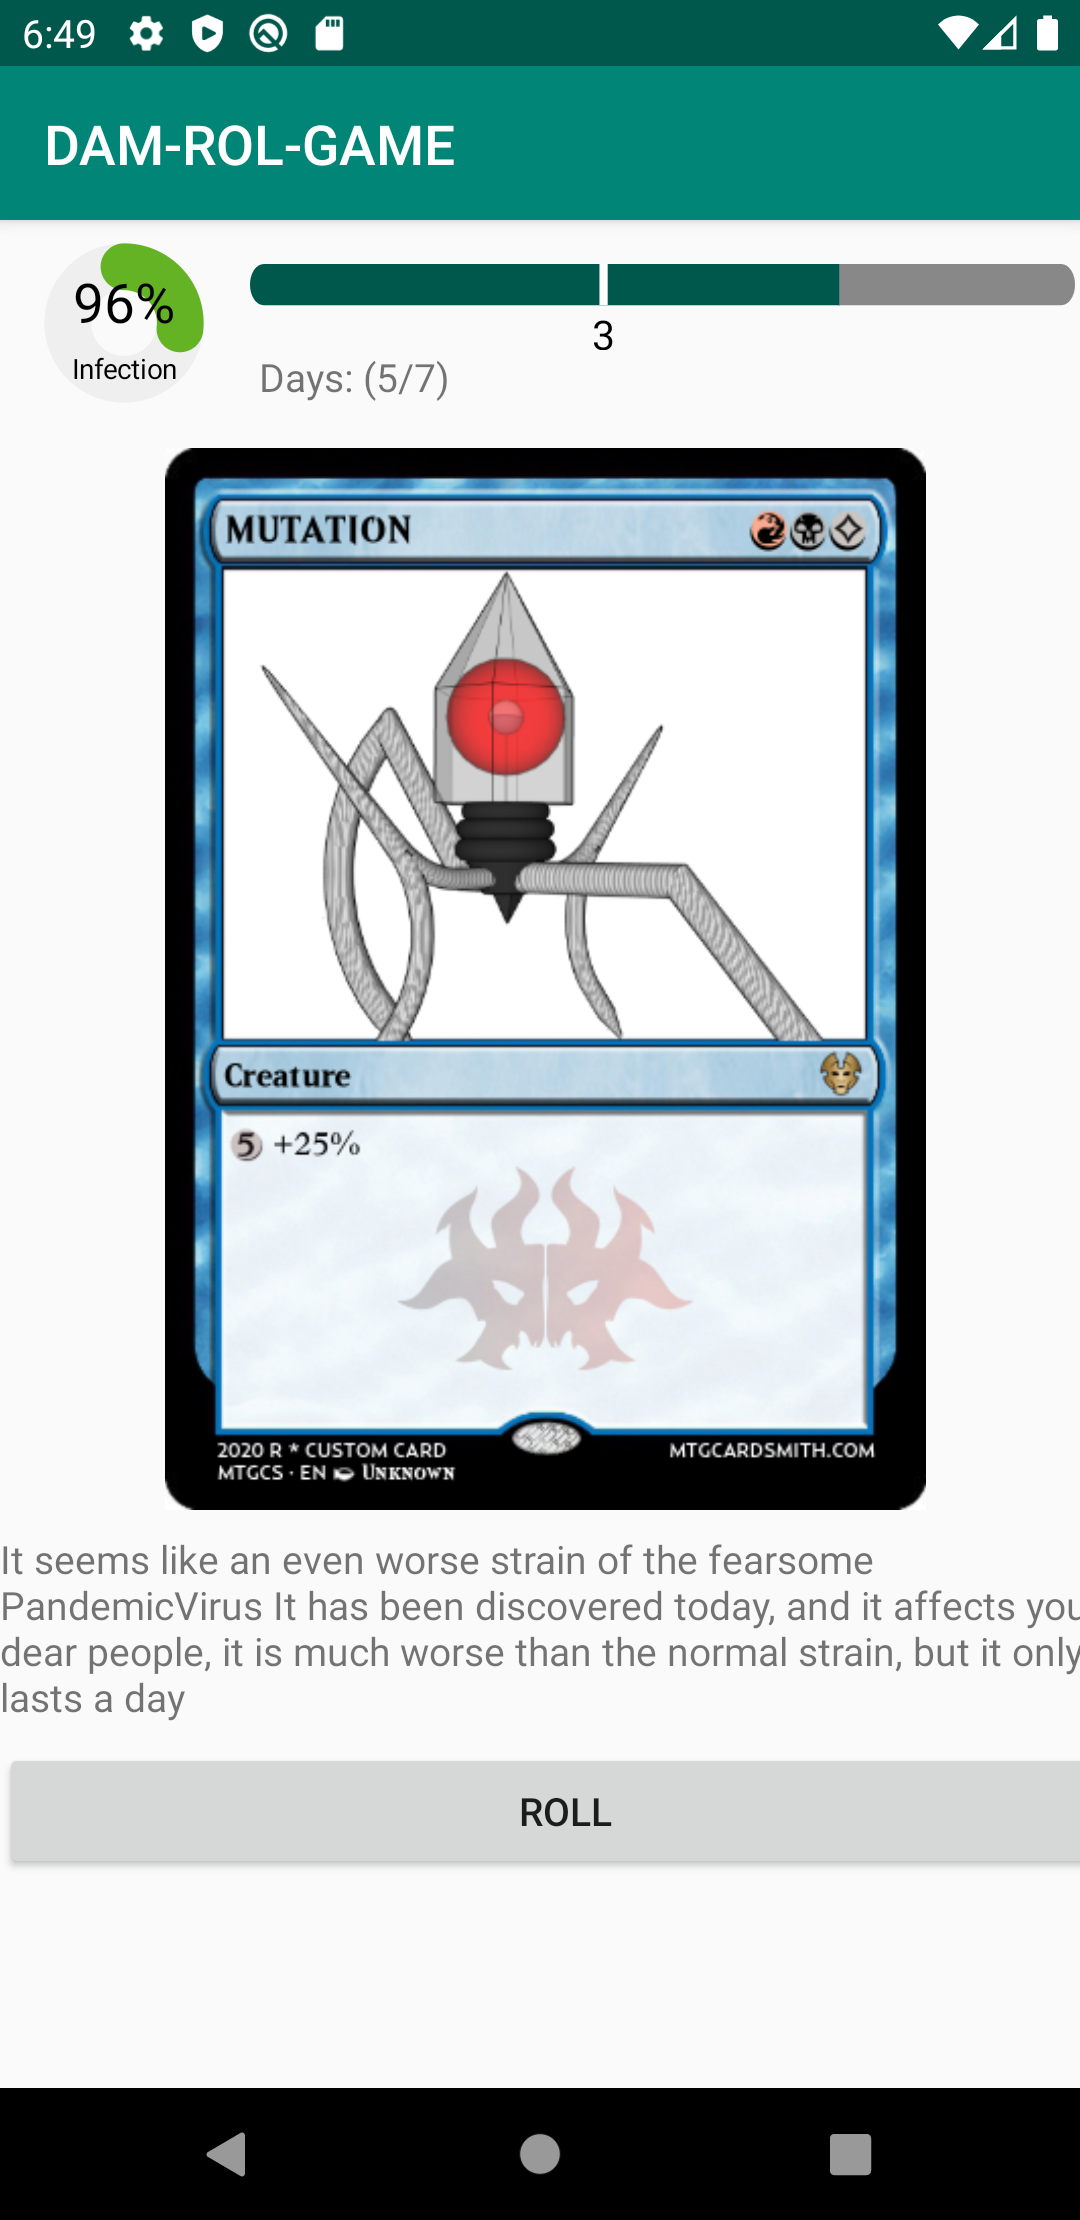 6:49
DAM-ROL-GAME
96%
Infection
3
Days: (5/7)
MUTATION
Creature
5 +25%
2020 R * CUSTOM CARD
MTGCS · EN UNKNOWN
MTGCARDSMITH.COM
It seems like an even worse strain of the fearsome
PandemicVirus It has been discovered today, and it affects you
dear people, it is much worse than the normal strain, but it only
lasts a day
ROLL